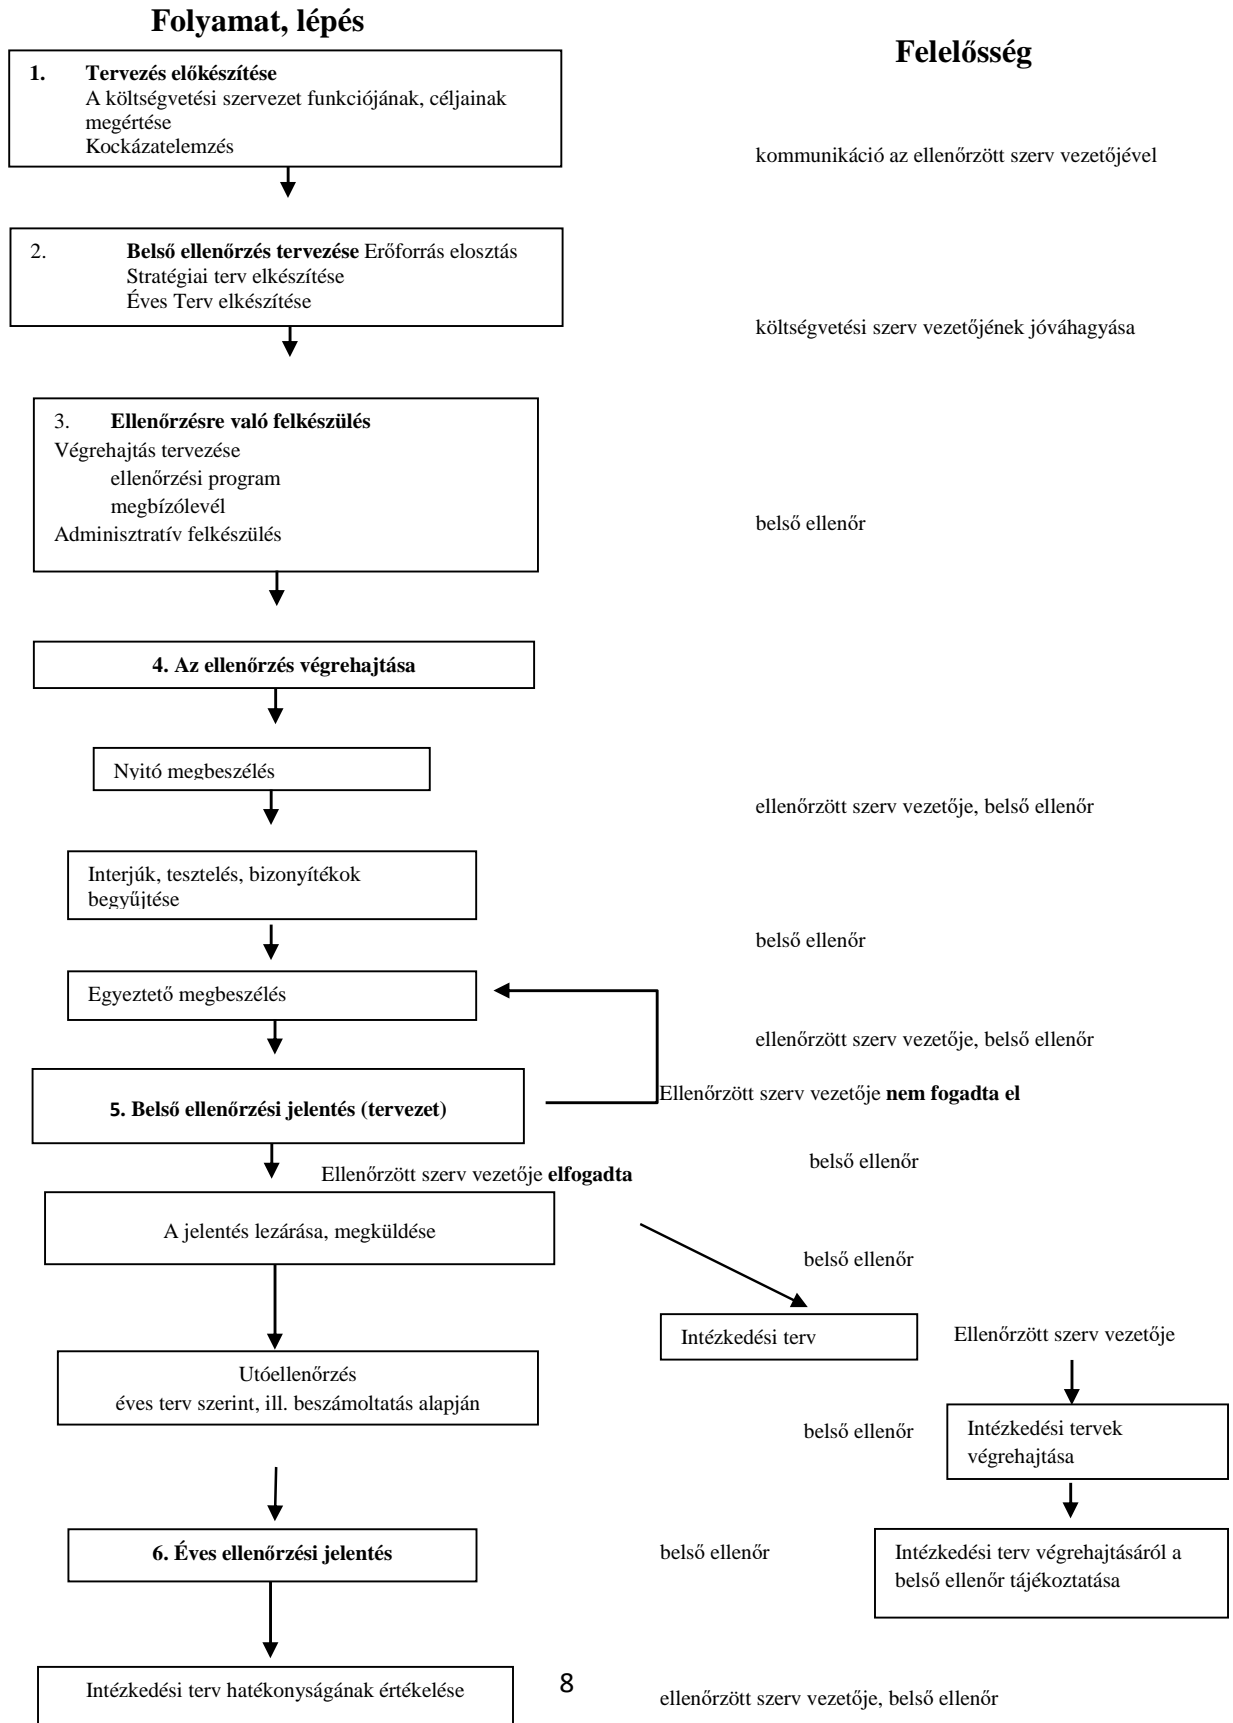 Folyamat, lépés
Felelősség
1. Tervezés előkészítése
A költségvetési szervezet funkciójának, céljainak
megértése
Kockázatelemzés
kommunikáció az ellenőrzött szerv vezetőjével
2. Belső ellenőrzés tervezése Erőforrás elosztás
Stratégiai terv elkészítése
Éves Terv elkészítése
költségvetési szerv vezetőjének jóváhagyása
3. Ellenőrzésre való felkészülés
Végrehajtás tervezése
ellenőrzési program
megbízólevél
Adminisztratív felkészülés
belső ellenőr
4. Az ellenőrzés végrehajtása
Nyitó megbeszélés
ellenőrzött szerv vezetője, belső ellenőr
Interjúk, tesztelés, bizonyítékok
begyűjtése
belső ellenőr
Egyeztető megbeszélés
ellenőrzött szerv vezetője, belső ellenőr
5. Belső ellenőrzési jelentés (tervezet)
Ellenőrzött szerv vezetője nem fogadta el
belső ellenőr
Ellenőrzött szerv vezetője elfogadta
A jelentés lezárása, megküldése
belső ellenőr
Intézkedési terv
Ellenőrzött szerv vezetője
Utóellenőrzés
éves terv szerint, ill. beszámoltatás alapján
belső ellenőr
Intézkedési tervek
végrehajtása
6. Éves ellenőrzési jelentés
belső ellenőr
Intézkedési terv végrehajtásáról a
belső ellenőr tájékoztatása
Intézkedési terv hatékonyságának értékelése
8
ellenőrzött szerv vezetője, belső ellenőr